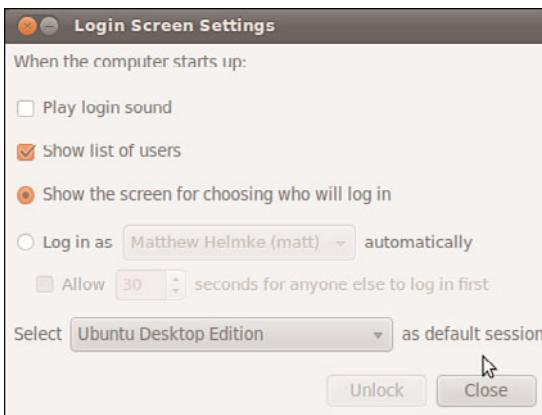 Login Screen Settings
When the computer starts up:
Play login sound
Show list of users
Show the screen for choosing who will log in
Log in as Matthew Helmke (matt) automatically
Allow 30 seconds for anyone else to log in first
Select Ubuntu Desktop Edition as default session
Unlock Close